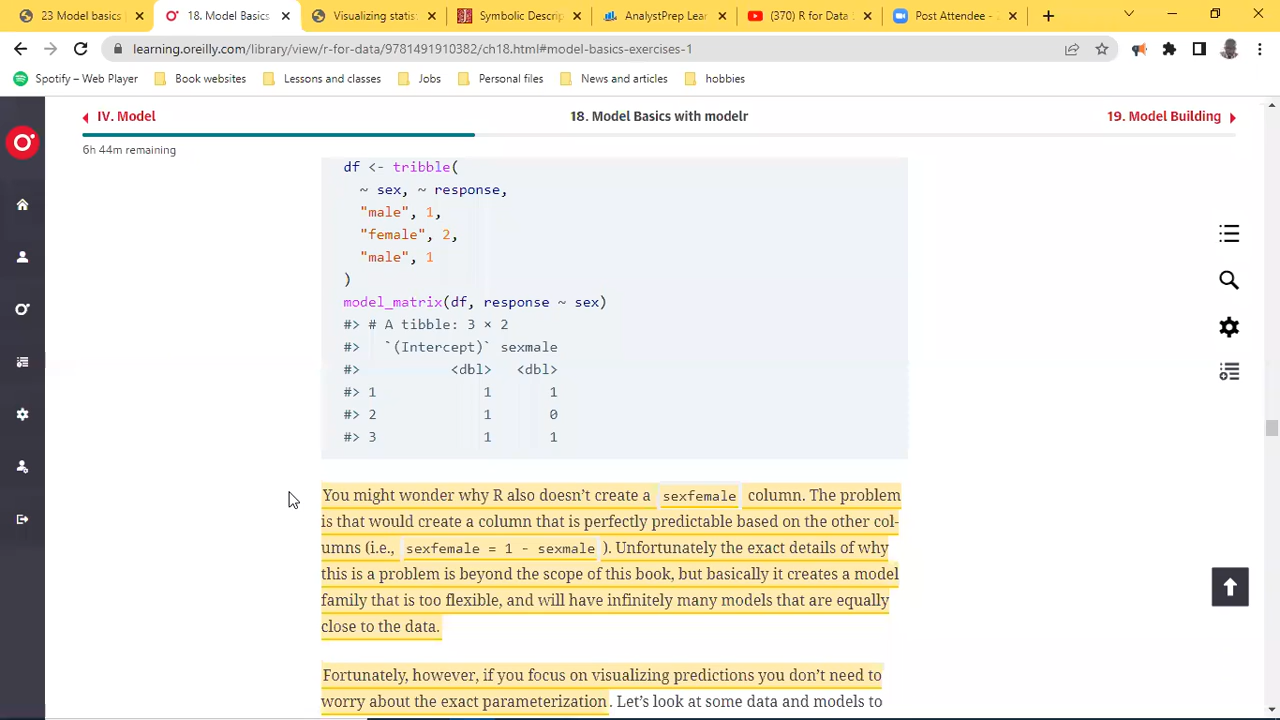 23 Model basics
18. Model Basics
Visualizing statis
Symbolic Descrip
AnalystPrep Lea
(370) R for Data
Post Attendee -
learning.oreilly.com/library/view/r-for-data/9781491910382/ch18.html#model-basics-exercises-1
Spotify – Web Player
Book websites
Lessons and classes
Jobs
Personal files
News and articles
hobbies
IV. Model
18. Model Basics with modelr
19. Model Building
6h 44m remaining
df <- tribble(
~ sex, ~ response,
"male", 1,
"female", 2,
"male", 1
)
model_matrix(df, response ~ sex)
#> # A tibble: 3 × 2
#> `(Intercept)` sexmale
#> <dbl> <dbl>
#> 1 1 1
#> 2 1 0
#> 3 1 1
You might wonder why R also doesn’t create a sexfemale column. The problem
is that would create a column that is perfectly predictable based on the other col-
umns (i.e., sexfemale = 1 - sexmale ). Unfortunately the exact details of why
this is a problem is beyond the scope of this book, but basically it creates a model
family that is too flexible, and will have infinitely many models that are equally
close to the data.
Fortunately, however, if you focus on visualizing predictions you don’t need to
worry about the exact parameterization. Let’s look at some data and models to